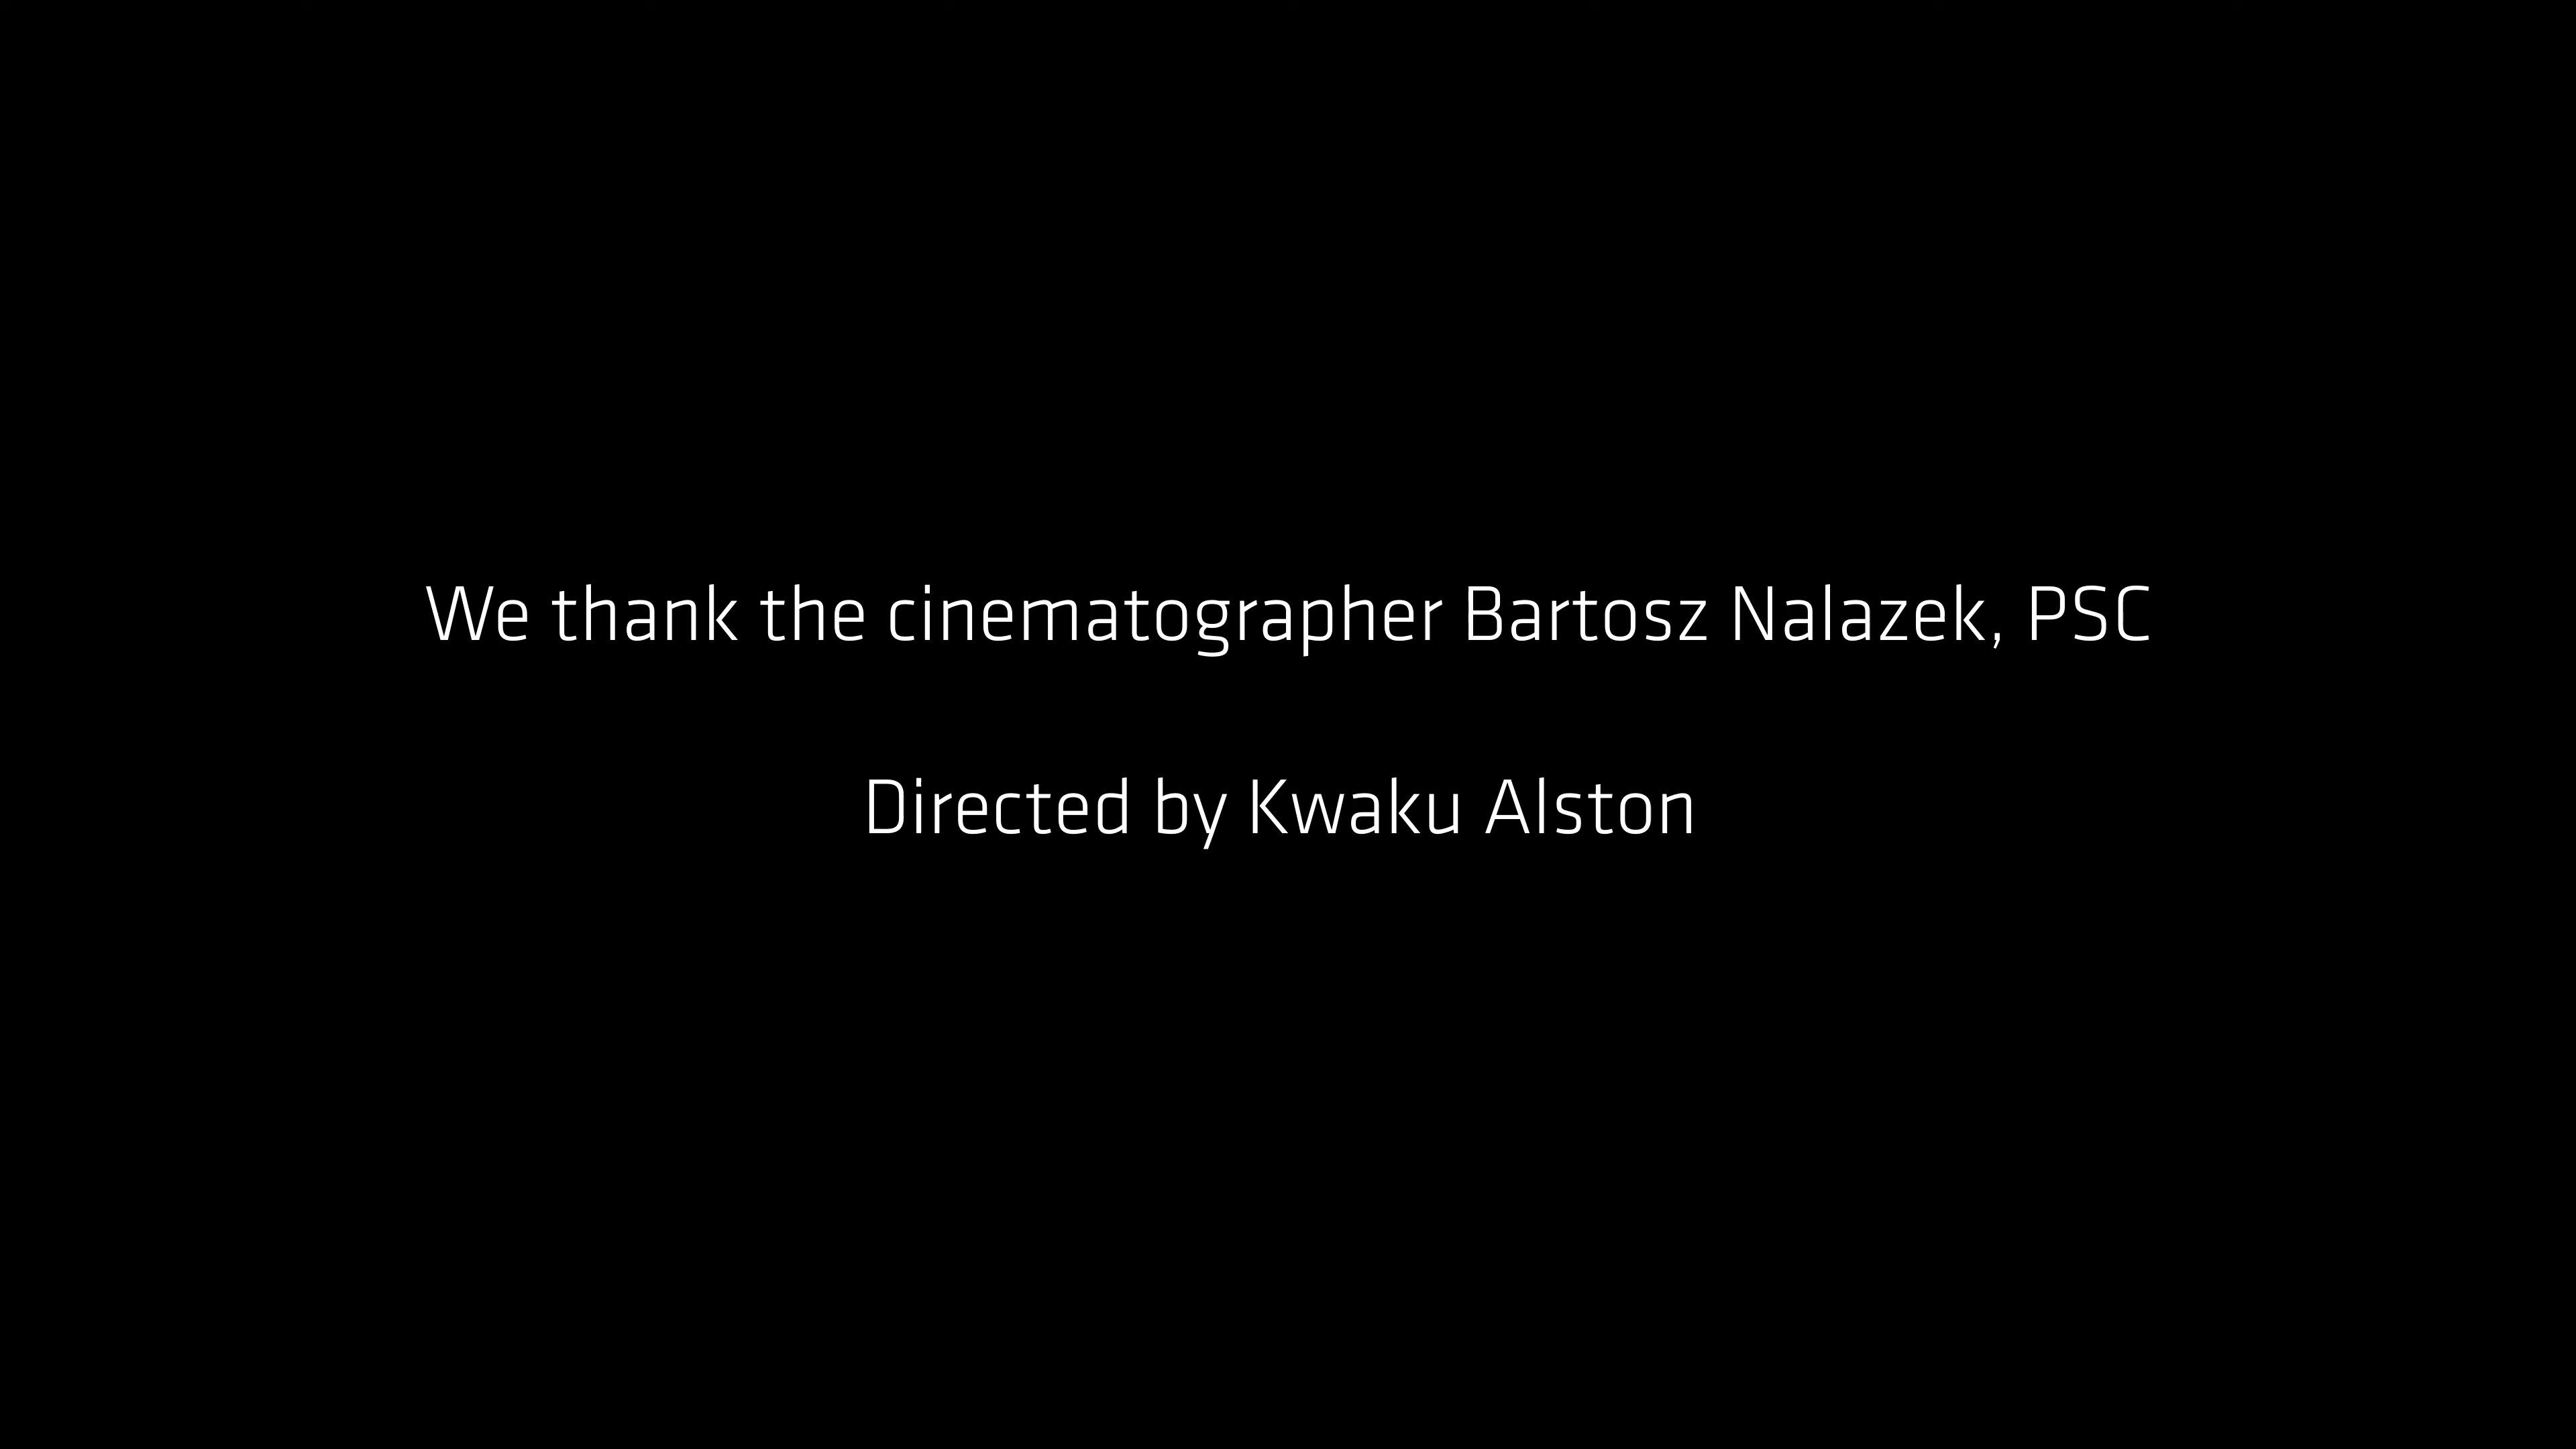 We thank the cinematographer Bartosz Nalazek, PSC
Directed by Kwaku Alston